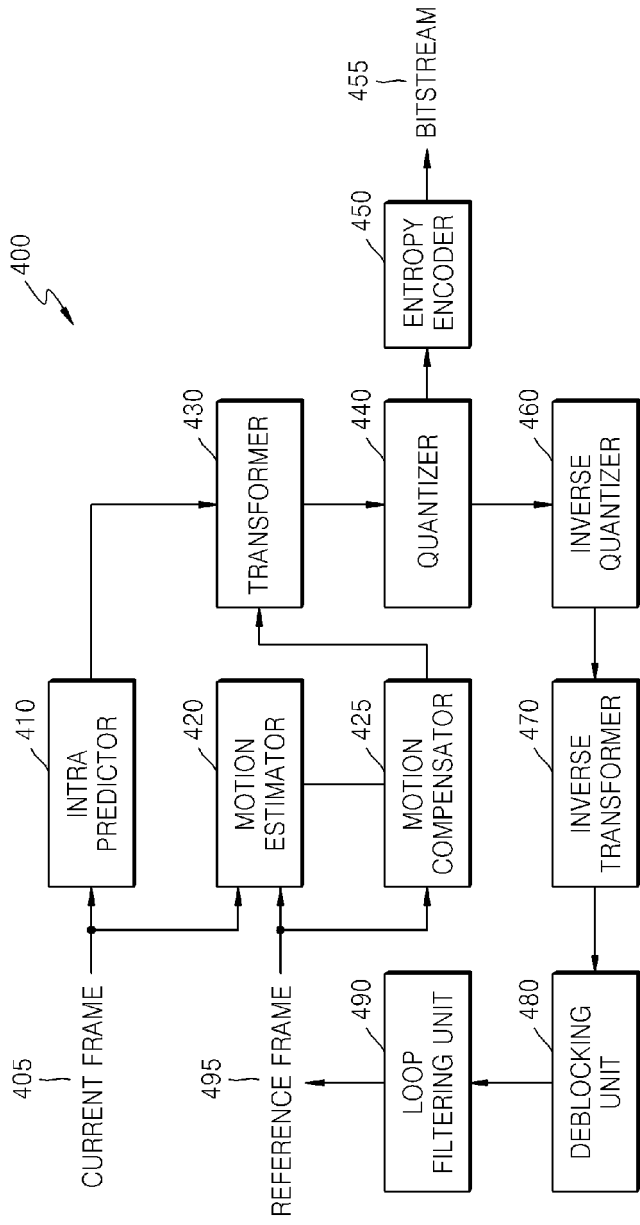 400
405
CURRENT FRAME
410
INTRA
PREDICTOR
495
REFERENCE FRAME
420
MOTION
ESTIMATOR
425
MOTION
COMPENSATOR
430
TRANSFORMER
440
QUANTIZER
450
ENTROPY
ENCODER
455
BITSTREAM
460
INVERSE
QUANTIZER
470
INVERSE
TRANSFORMER
480
DEBLOCKING
UNIT
490
LOOP
FILTERING UNIT